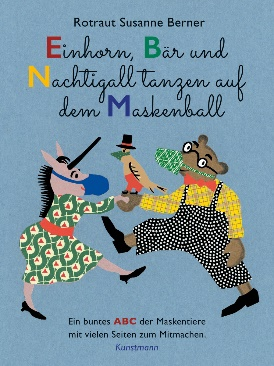 Rotraut Susanne Berner
Einhorn, Bär und
Nachtigall tanzen auf
dem Maskenball
Ein buntes ABC der Maskentiere
mit vielen Seiten zum Mitmachen.
Kunstmann